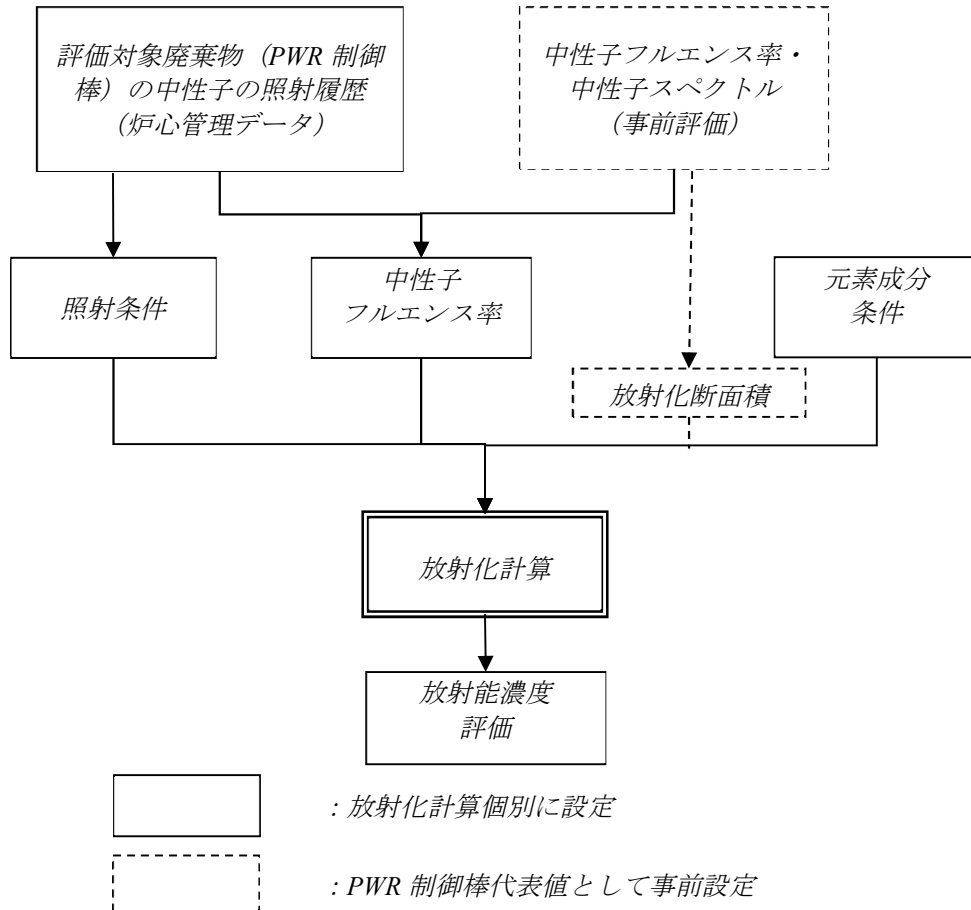 評価対象廃棄物（PWR 制御
棒）の中性子の照射履歴
（炉心管理データ）
中性子フルエンス率・
中性子スペクトル
（事前評価）
照射条件
中性子
フルエンス率
元素成分
条件
放射化断面積
放射化計算
放射能濃度
評価
：放射化計算個別に設定
：PWR 制御棒代表値として事前設定